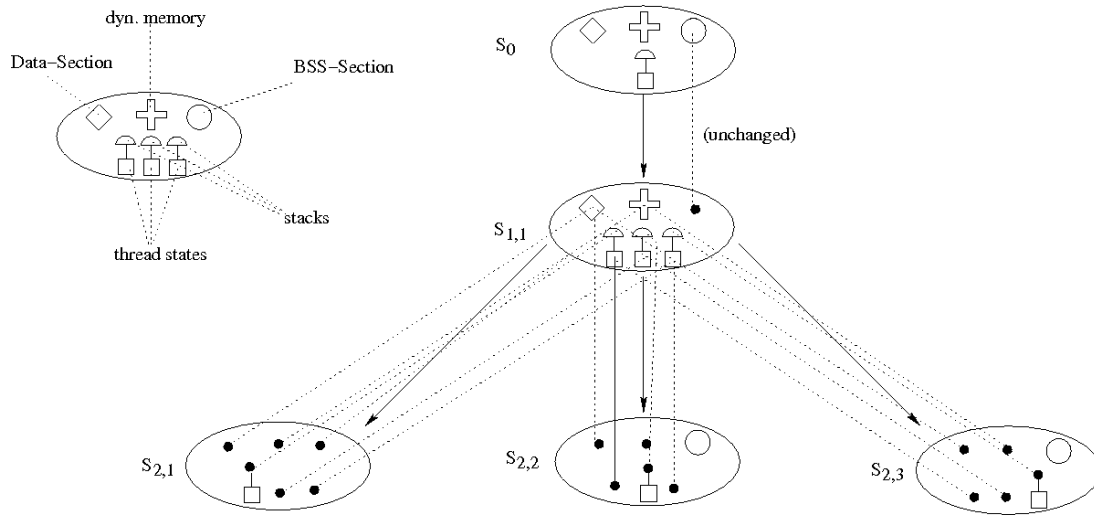 dyn. memory
Data-Section
BSS-Section
stacks
thread states
S0
(unchanged)
S1,1
S2,1
S2,2
S2,3